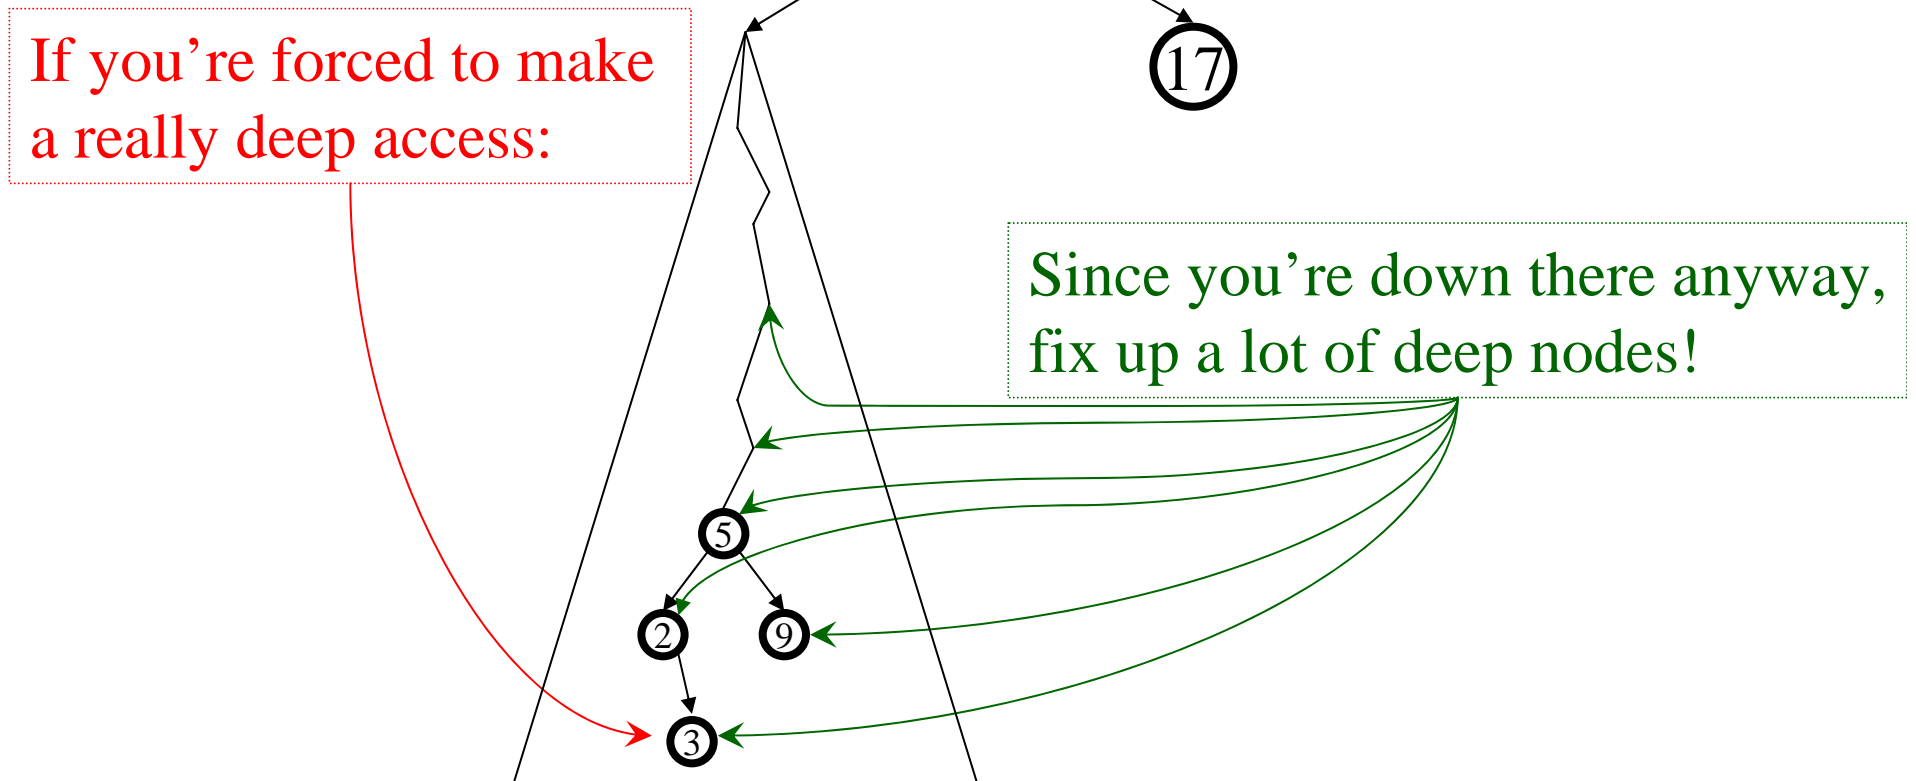 If you’re forced to make
a really deep access:
17
Since you’re down there anyway,
fix up a lot of deep nodes!
5
2
9
3